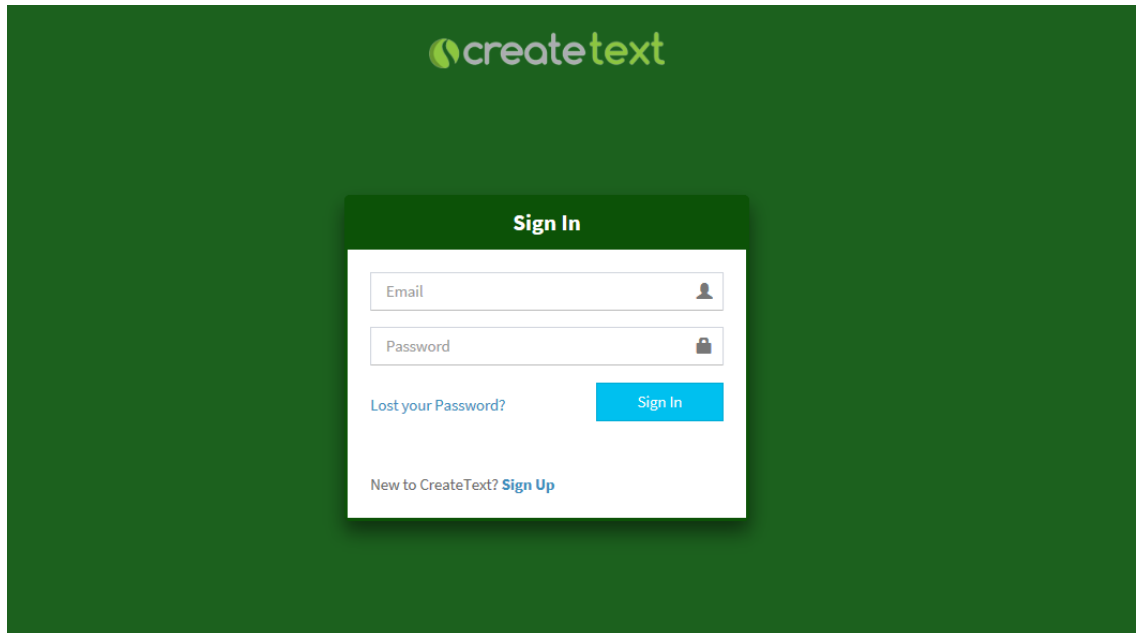 createtext
Sign In
Email
Password
Lost your Password?
Sign In
New to CreateText? Sign Up